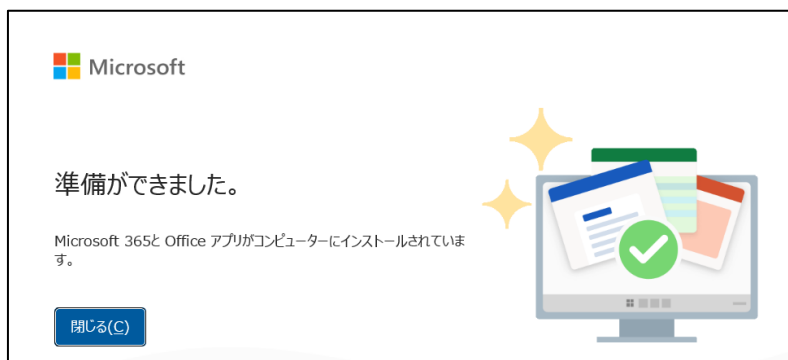 Microsoft
準備ができました。
Microsoft 365と Office アプリがコンピューターにインストールされていま
す。
閉じる(C)